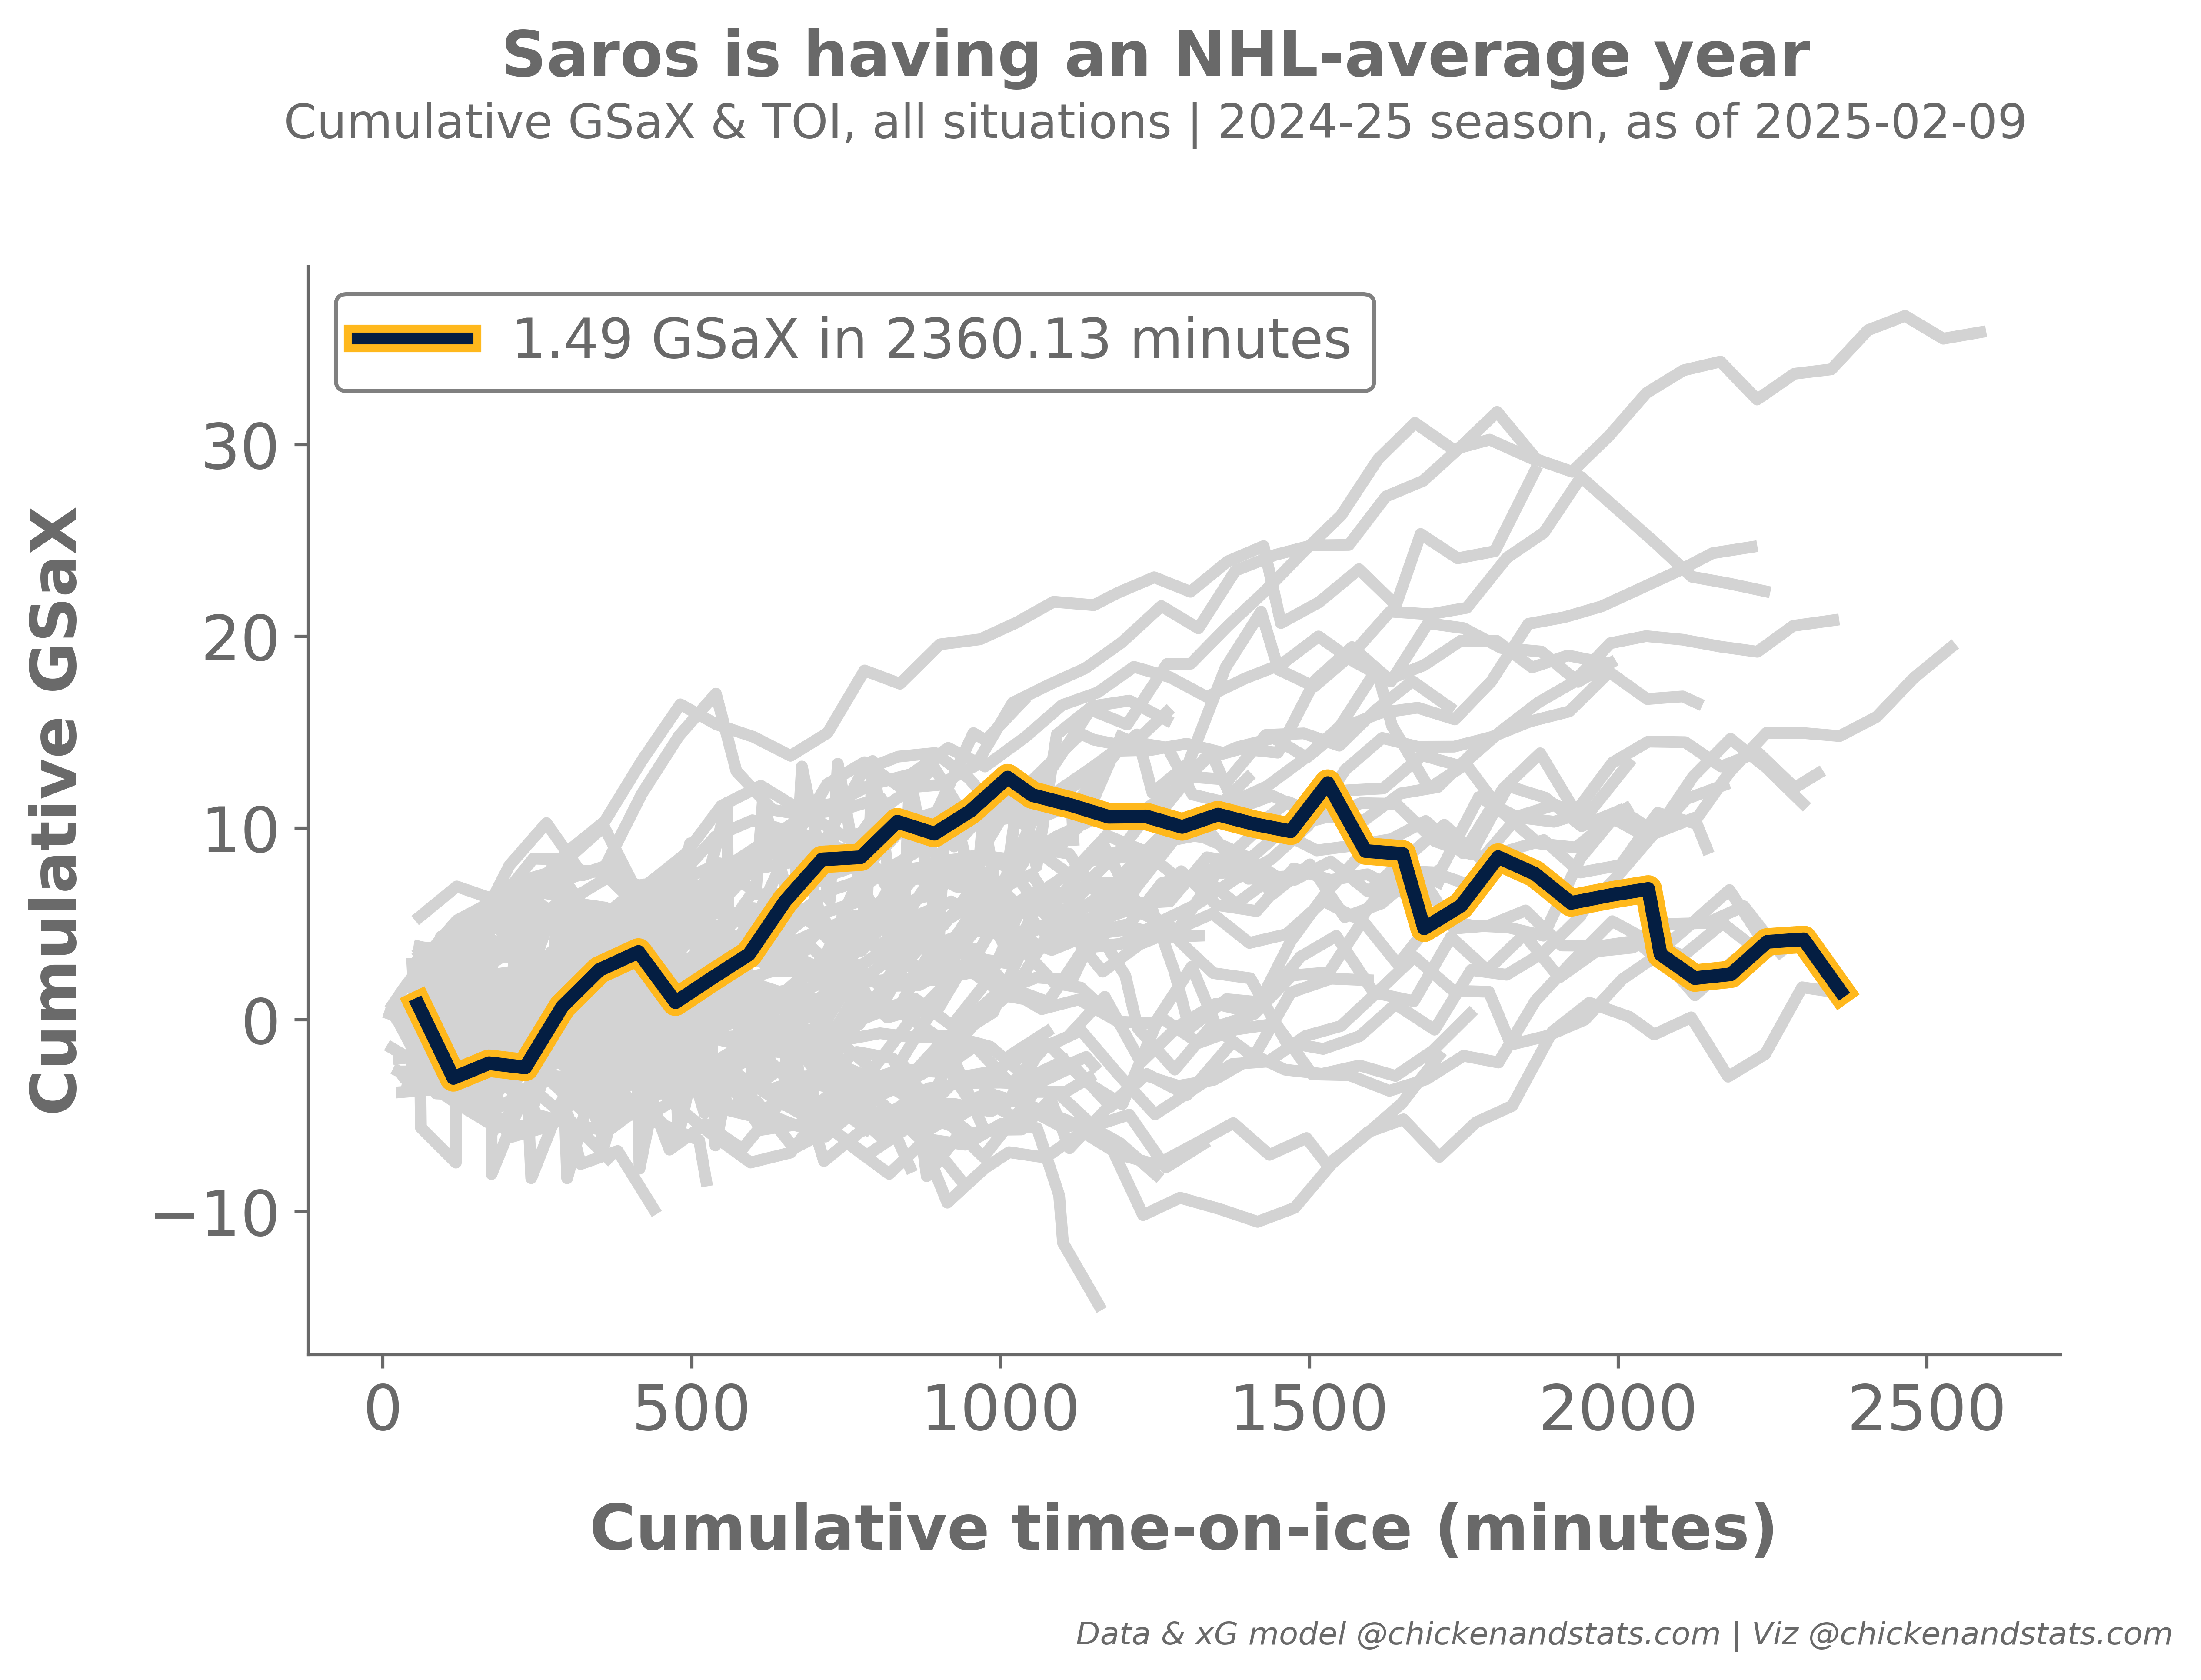 Saros is having an NHL-average year
Cumulative GSaX & TOI, all situations | 2024-25 season, as of 2025-02-09
1.49 GSaX in 2360.13 minutes
Cumulative GSaX
30
20
10
0
−10
0 500 1000 1500 2000 2500
Cumulative time-on-ice (minutes)
Data & xG model @chickenandstats.com | Viz @chickenandstats.com